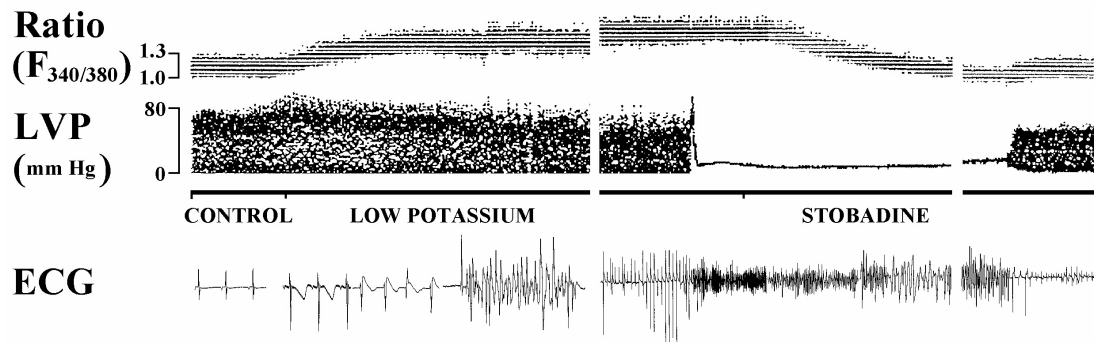 Ratio
(F340/380)
1.3
1.0
LVP
(mm Hg)
80
0
CONTROL LOW POTASSIUM STOBADINE
ECG